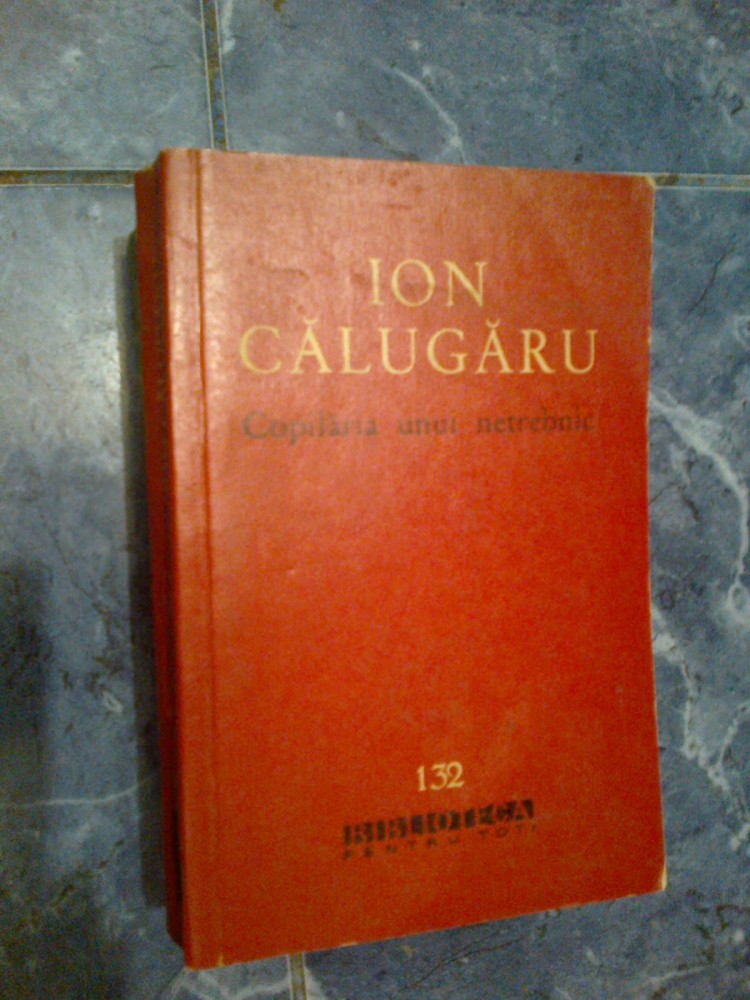 ION
CĂLUGĂRU
Copilăria unui netrebnic
132
BIBLIOTECA
PENTRU TOȚI